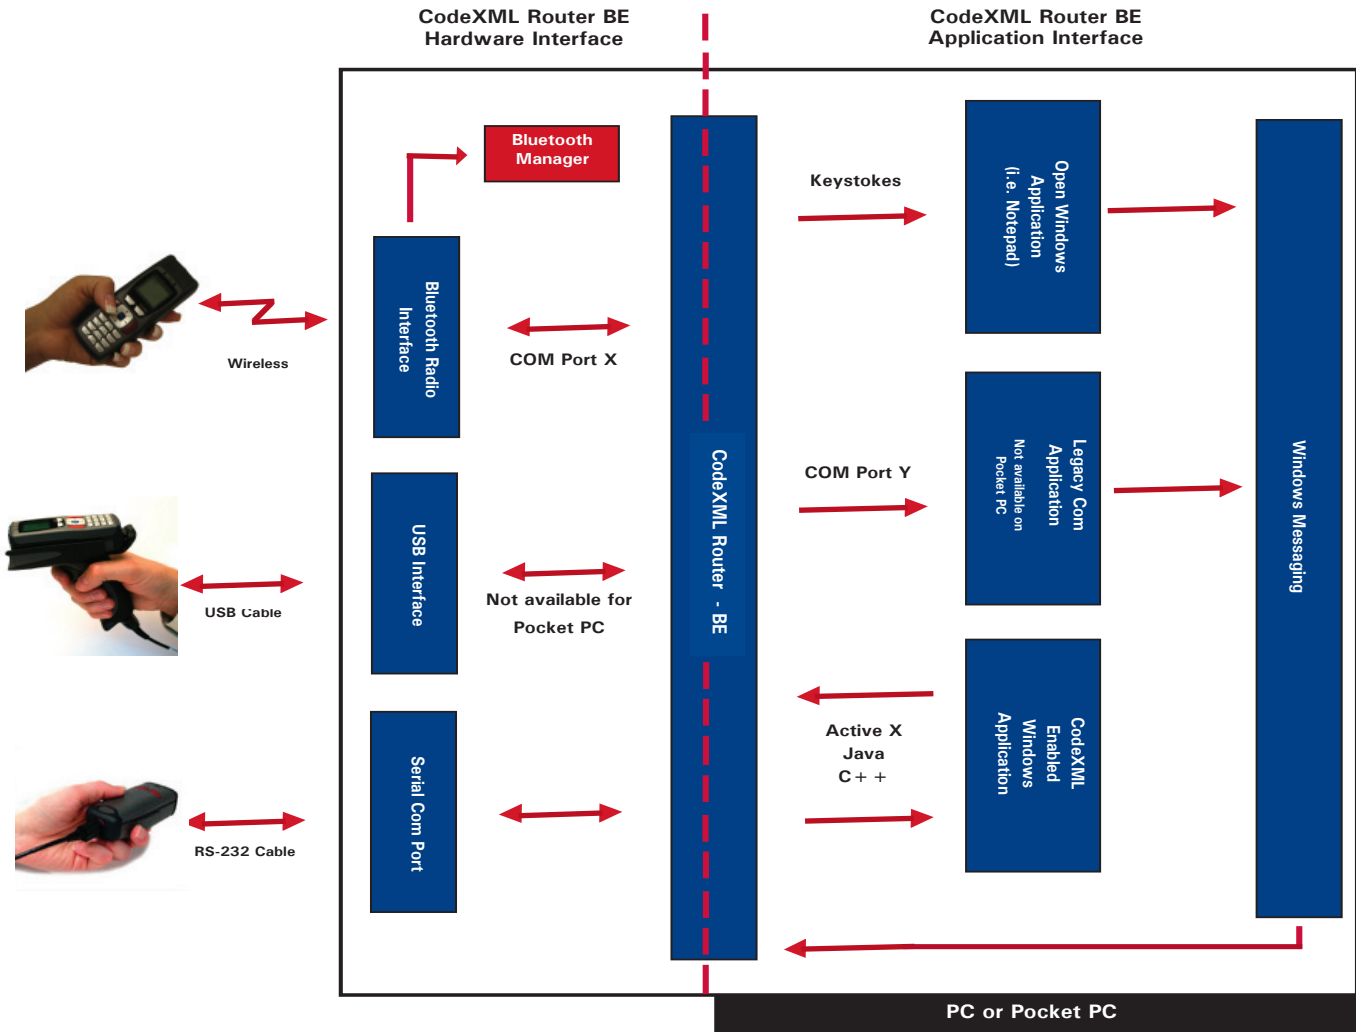 CodeXML Router BE
Hardware Interface
CodeXML Router BE
Application Interface
Bluetooth
Manager
Keystokes
Open Windows
Application
(i.e. Notepad)
Wireless
Bluetooth Radio
Interface
COM Port X
CodeXML Router - BE
COM Port Y
Legacy Com
Application
Not available on
Pocket PC
Windows Messaging
USB Cable
USB Interface
Not available for
Pocket PC
Active X
Java
C++
CodeXML
Enabled
Windows
Application
RS-232 Cable
Serial Com Port
PC or Pocket PC